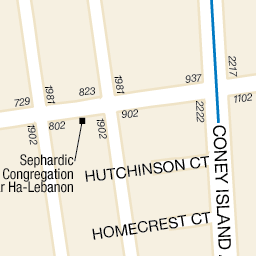 1981
1981
2217
937
823
729
1102
2222
902
802
1902
1902
Sephardic
Congregation
Ha-Lebanon
HUTCHINSON CT
HOMECREST CT
CONEY ISLAND